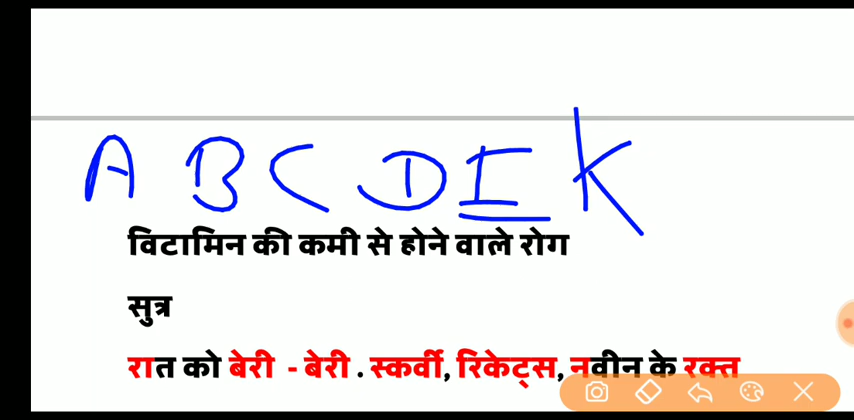 A B C D E K
विटामिन की कमी से होने वाले रोग
सुत्र
रात को बेरी - बेरी . स्कर्वी, रिकेट्स, नवीन के रक्त